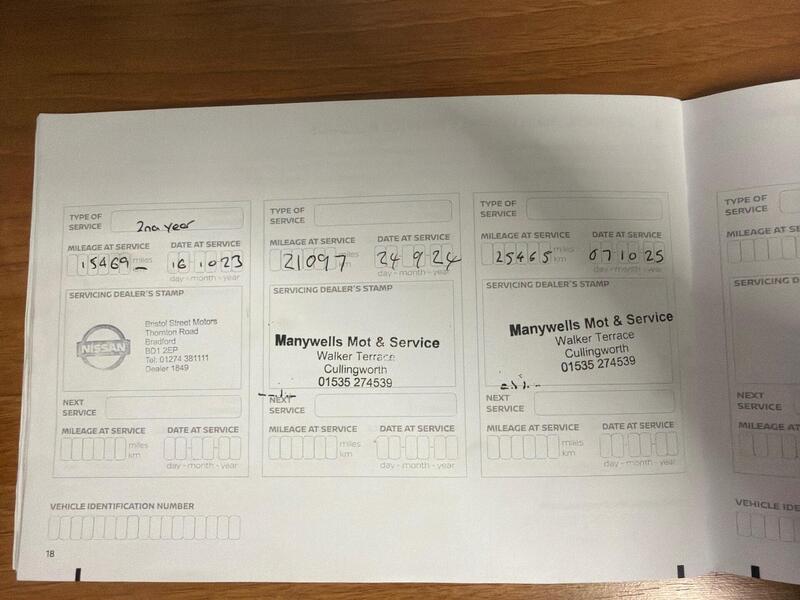 TYPE OF
SERVICE
2nd year
MILEAGE AT SERVICE
DATE AT SERVICE
15469 miles
16 10 23
km
day - month - year
SERVICING DEALER'S STAMP
NISSAN
Bristol Street Motors
Thornton Road
Bradford
BD1 2EP
Tel: 01274 381111
Dealer 1849
NEXT
SERVICE
MILEAGE AT SERVICE
DATE AT SERVICE
miles
km
day - month - year
TYPE OF
SERVICE
MILEAGE AT SERVICE
DATE AT SERVICE
21097 miles
24 9 24
km
day - month - year
SERVICING DEALER'S STAMP
Manywells Mot & Service
Walker Terrace
Cullingworth
01535 274539
NEXT
SERVICE
MILEAGE AT SERVICE
DATE AT SERVICE
miles
km
day - month - year
TYPE OF
SERVICE
MILEAGE AT SERVICE
DATE AT SERVICE
25465 miles
07 10 25
km
day - month - year
SERVICING DEALER'S STAMP
Manywells Mot & Service
Walker Terrace
Cullingworth
01535 274539
NEXT
SERVICE
MILEAGE AT SERVICE
DATE AT SERVICE
miles
km
day - month - year
VEHICLE IDENTIFICATION NUMBER
18
TYPE OF
SERVICE
MILEAGE
SERVICING D
NEXT
SERVICE
MILEAGE AT
VEHICLE IDE